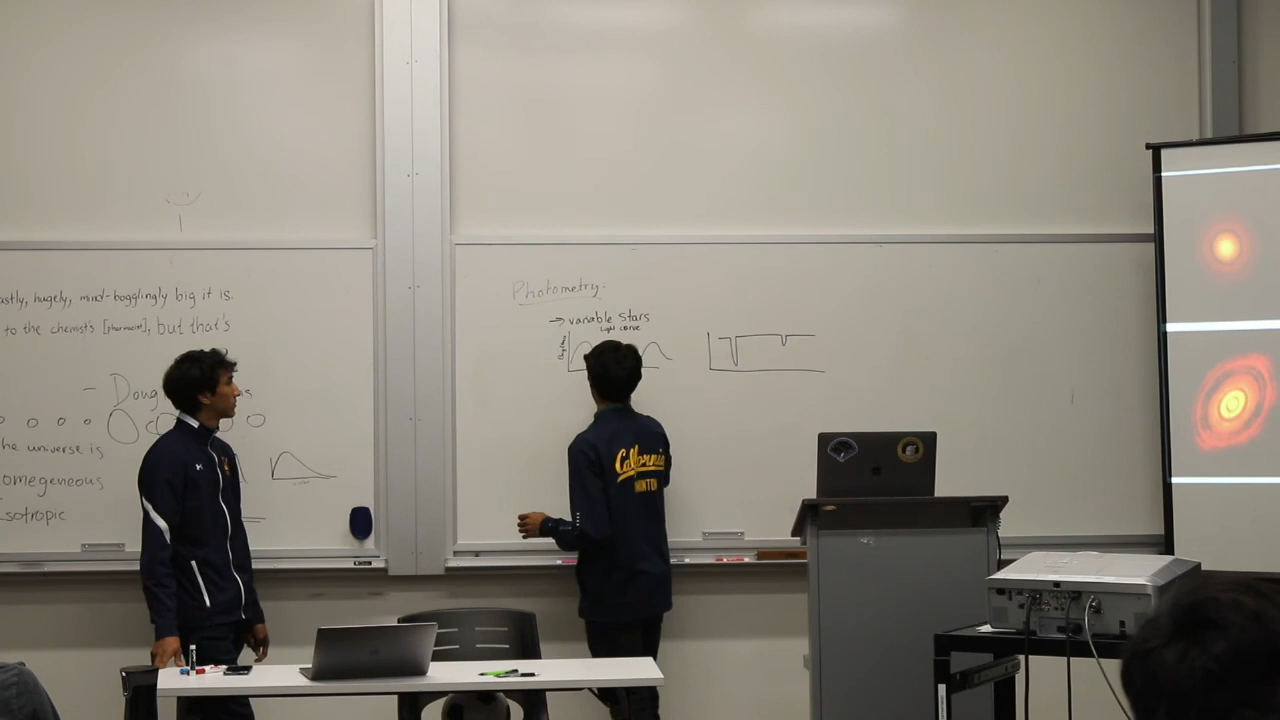 astly, hugely, mind-bogglingly big it is.
to the chemist's [pharmacist], but that's
- Doug
he universe is
omegeneous
Isotropic
Photometry:
→ variable Stars
Light curve
California